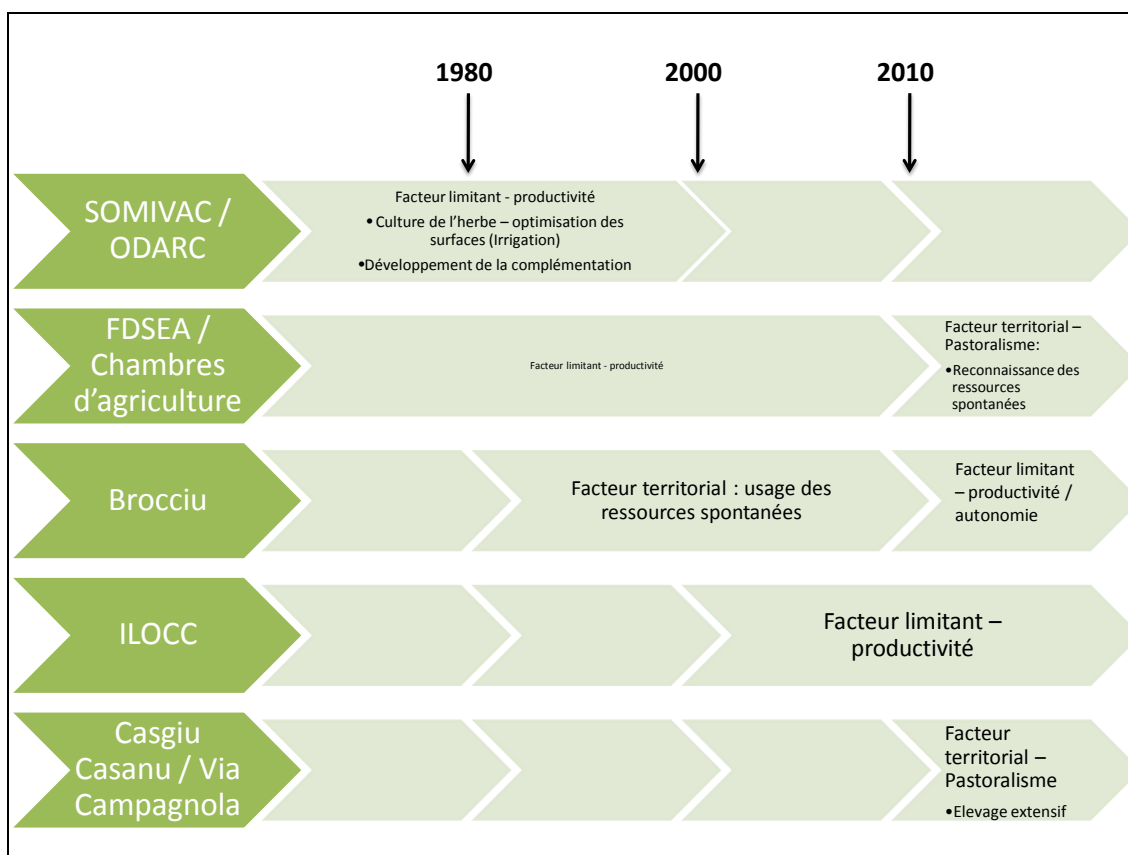 1980
2000
2010
SOMIVAC /
ODARC
Facteur limitant - productivité
• Culture de l'herbe – optimisation des
surfaces (Irrigation)
•Développement de la complémentation
FDSEA /
Chambres
d'agriculture
Facteur limitant - productivité
Facteur territorial –
Pastoralisme:
•Reconnaissance des
ressources
spontanées
Brocciu
Facteur territorial : usage des
ressources spontanées
Facteur limitant
– productivité /
autonomie
ILOCC
Facteur limitant –
productivité
Casgiu
Casanu / Via
Campagnola
Facteur
territorial –
Pastoralisme
•Elevage extensif